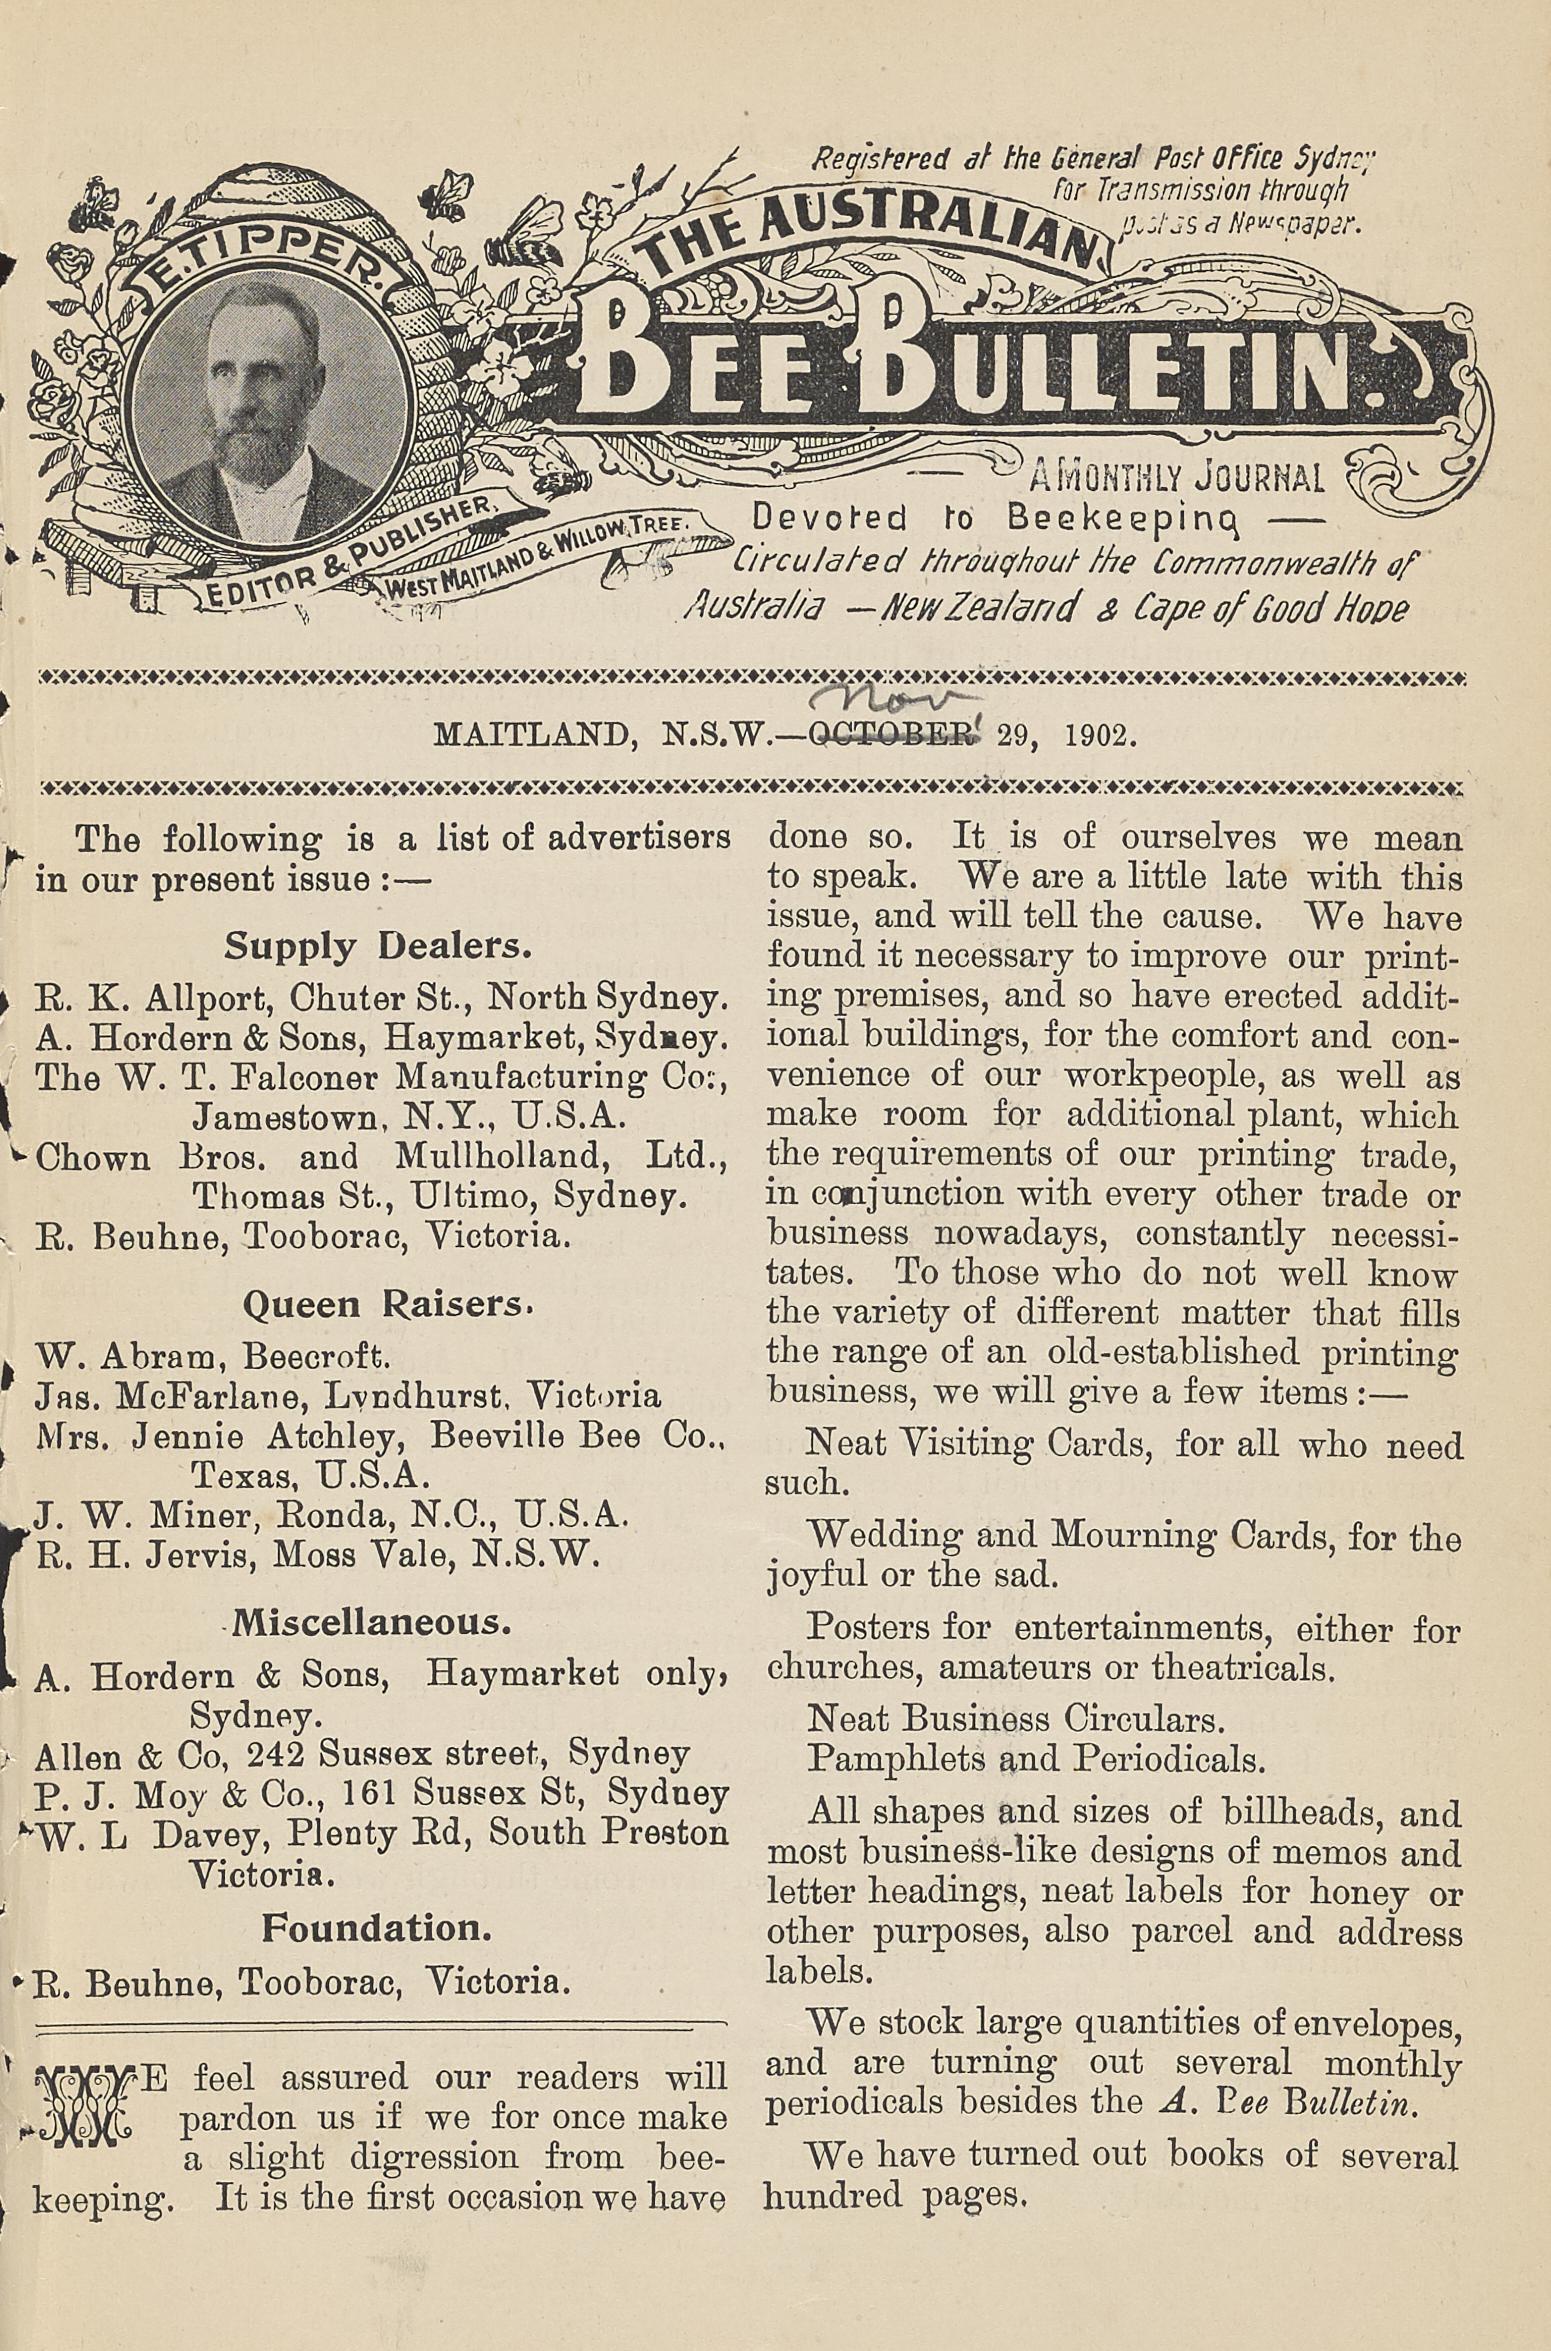 Registered at the General Post Office Sydney
for Transmission through
post as a Newspaper.
E. TIPPER.
THE AUSTRALIAN
BEE BULLETIN.
A MONTHLY JOURNAL
Devoted to Beekeeping —
EDITOR & PUBLISHER,
WEST MAITLAND & WILLOW TREE.
Circulated throughout the Commonwealth of
Australia — New Zealand & Cape of Good Hope
Nov
MAITLAND, N.S.W.—OCTOBER 29, 1902.
The following is a list of advertisers
in our present issue :—
Supply Dealers.
R. K. Allport, Chuter St., North Sydney.
A. Hordern & Sons, Haymarket, Sydney.
The W. T. Falconer Manufacturing Co.,
Jamestown, N.Y., U.S.A.
Chown Bros. and Mullholland, Ltd.,
Thomas St., Ultimo, Sydney.
R. Beuhne, Tooborac, Victoria.
Queen Raisers.
W. Abram, Beecroft.
Jas. McFarlane, Lyndhurst, Victoria
Mrs. Jennie Atchley, Beeville Bee Co.,
Texas, U.S.A.
J. W. Miner, Ronda, N.C., U.S.A.
R. H. Jervis, Moss Vale, N.S.W.
Miscellaneous.
A. Hordern & Sons, Haymarket only,
Sydney.
Allen & Co, 242 Sussex street, Sydney
P. J. Moy & Co., 161 Sussex St, Sydney
W. L Davey, Plenty Rd, South Preston
Victoria.
Foundation.
R. Beuhne, Tooborac, Victoria.
WE feel assured our readers will
pardon us if we for once make
a slight digression from bee-
keeping. It is the first occasion we have
done so. It is of ourselves we mean
to speak. We are a little late with this
issue, and will tell the cause. We have
found it necessary to improve our print-
ing premises, and so have erected addit-
ional buildings, for the comfort and con-
venience of our workpeople, as well as
make room for additional plant, which
the requirements of our printing trade,
in conjunction with every other trade or
business nowadays, constantly necessi-
tates. To those who do not well know
the variety of different matter that fills
the range of an old-established printing
business, we will give a few items :—
Neat Visiting Cards, for all who need
such.
Wedding and Mourning Cards, for the
joyful or the sad.
Posters for entertainments, either for
churches, amateurs or theatricals.
Neat Business Circulars.
Pamphlets and Periodicals.
All shapes and sizes of billheads, and
most business-like designs of memos and
letter headings, neat labels for honey or
other purposes, also parcel and address
labels.
We stock large quantities of envelopes,
and are turning out several monthly
periodicals besides the A. Bee Bulletin.
We have turned out books of several
hundred pages.